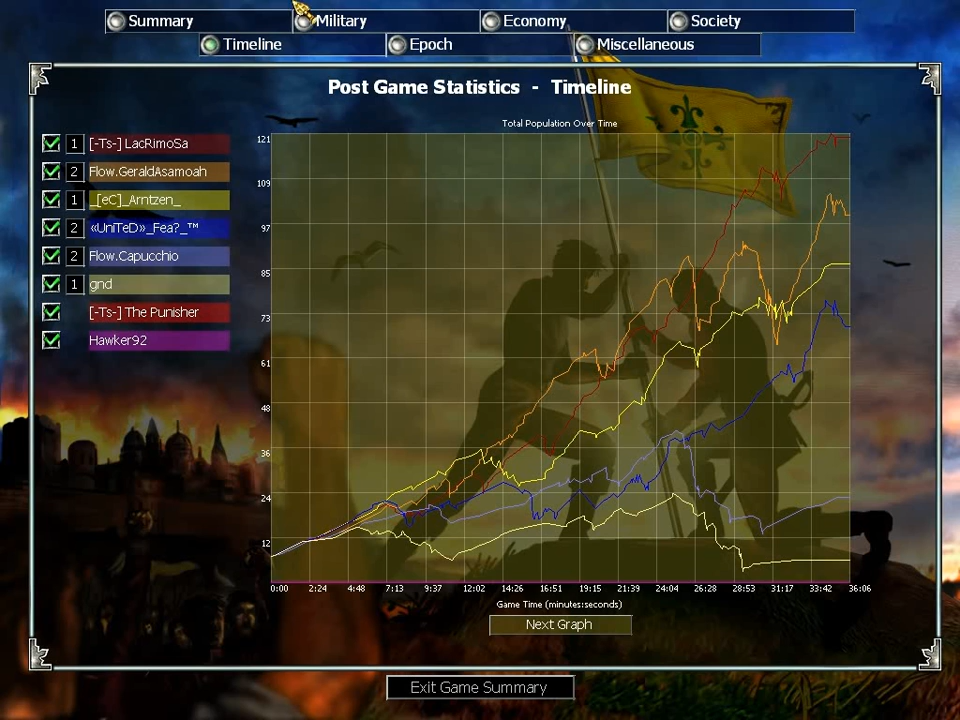 Summary Military Economy Society
Timeline Epoch Miscellaneous
Post Game Statistics - Timeline
Total Population Over Time
1 [-Ts-] LacRimoSa
2 Flow.GeraldAsamoah
1 _[eC]_Arntzen_
2 «UniTeD»_Fea?_™
2 Flow.Capucchio
1 gnd
[-Ts-] The Punisher
Hawker92
121
109
97
85
73
61
48
36
24
12
0:00 2:24 4:48 7:13 9:37 12:02 14:26 16:51 19:15 21:39 24:04 26:28 28:53 31:17 33:42 36:06
Game Time (minutes:seconds)
Next Graph
Exit Game Summary